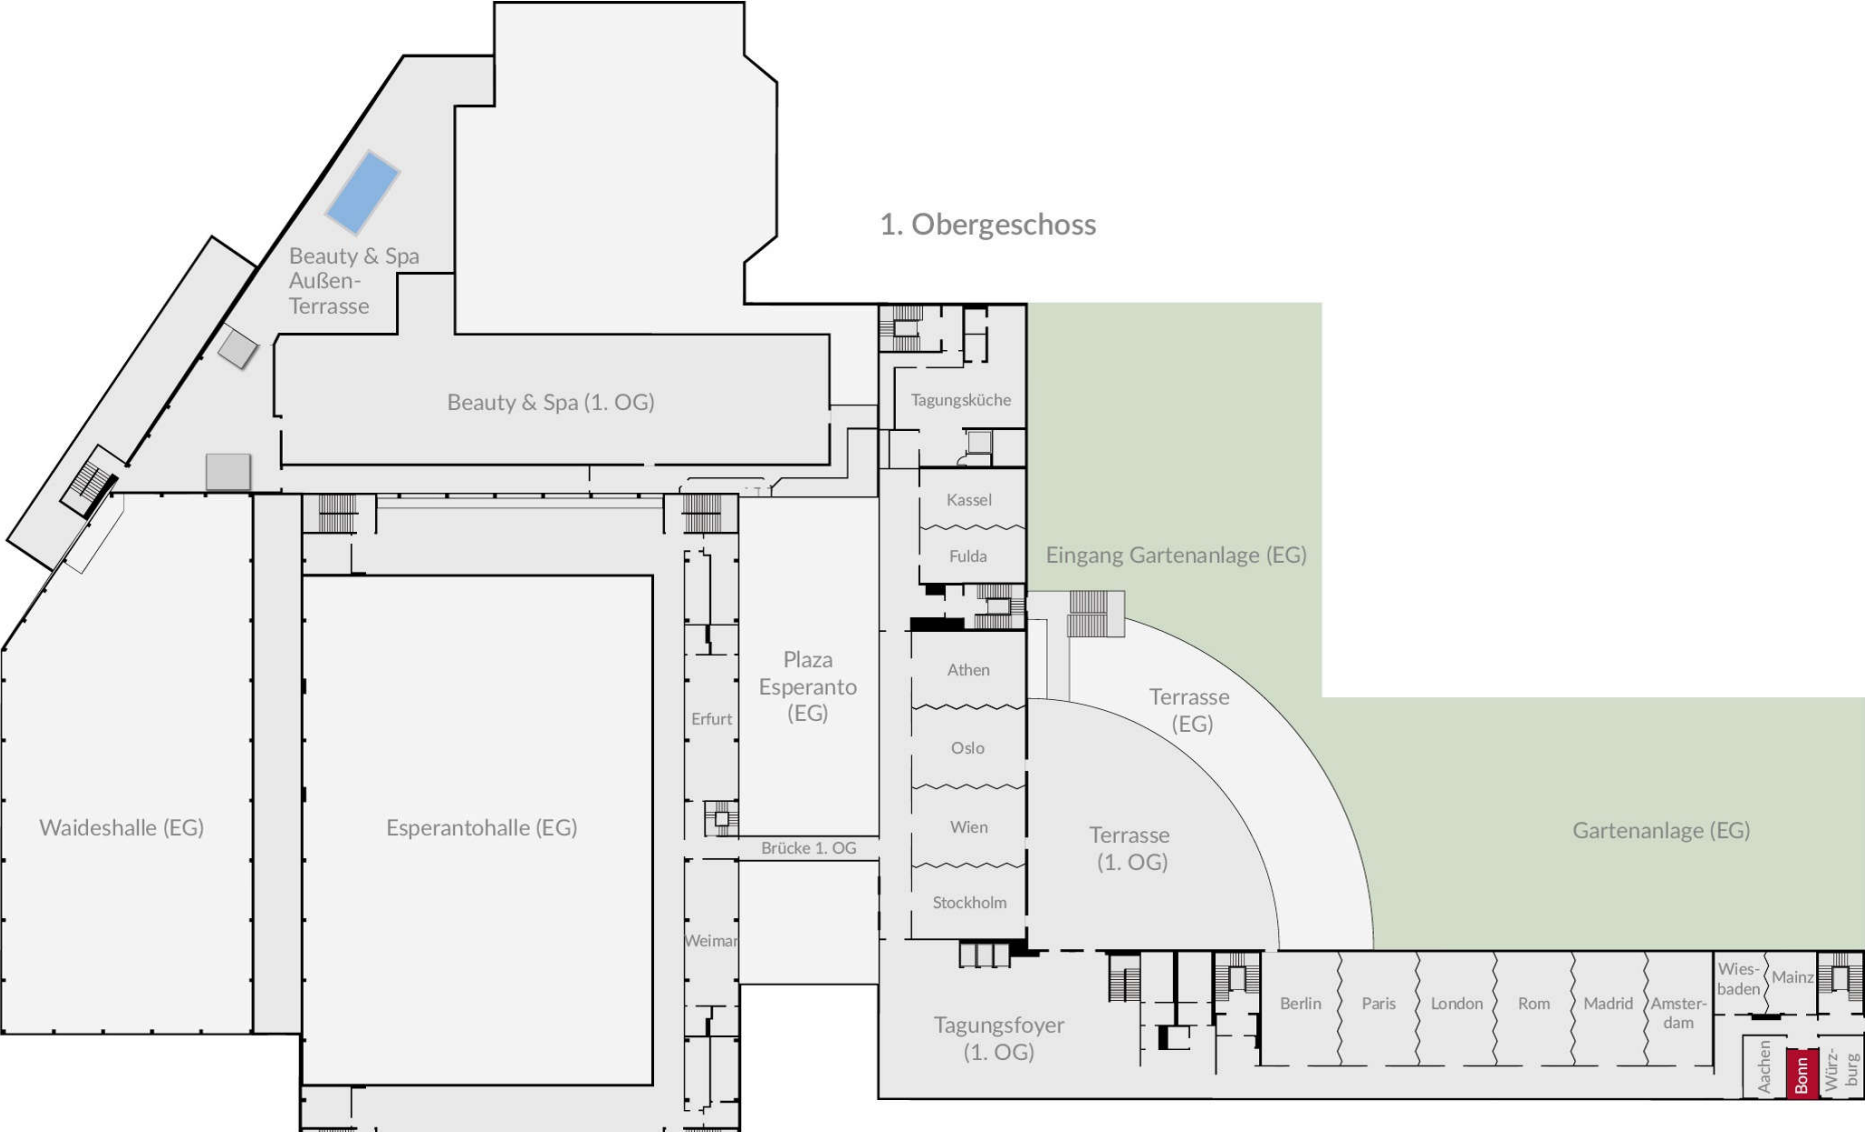 1. Obergeschoss
Beauty & Spa
Außen-
Terrasse
Beauty & Spa (1. OG)
Tagungsküche
Kassel
Fulda
Eingang Gartenanlage (EG)
Athen
Plaza
Esperanto
(EG)
Erfurt
Terrasse
(EG)
Oslo
Waideshalle (EG)
Esperantohalle (EG)
Wien
Terrasse
(1. OG)
Gartenanlage (EG)
Brücke 1. OG
Stockholm
Weimar
Tagungsfoyer
(1. OG)
Berlin
Paris
London
Rom
Madrid
Amster-
dam
Wies-
baden
Mainz
Aachen
Bonn
Würz-
burg